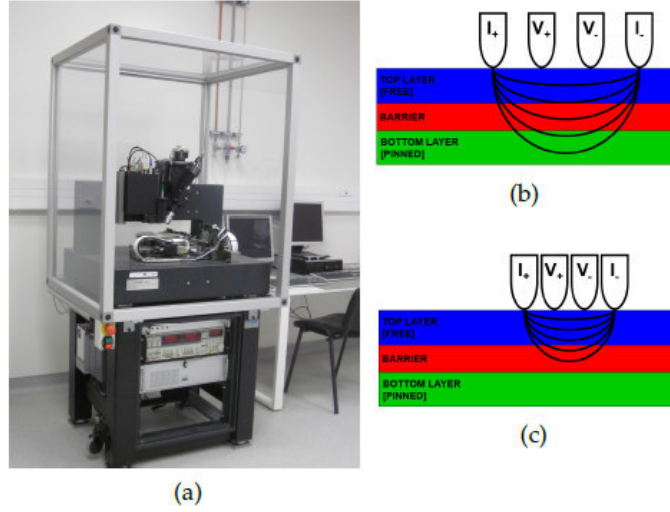 I+ V+ V- I-
TOP LAYER
[FREE]
BARRIER
BOTTOM LAYER
[PINNED]
(b)
I+ V+ V- I-
TOP LAYER
[FREE]
BARRIER
BOTTOM LAYER
[PINNED]
(c)
(a)